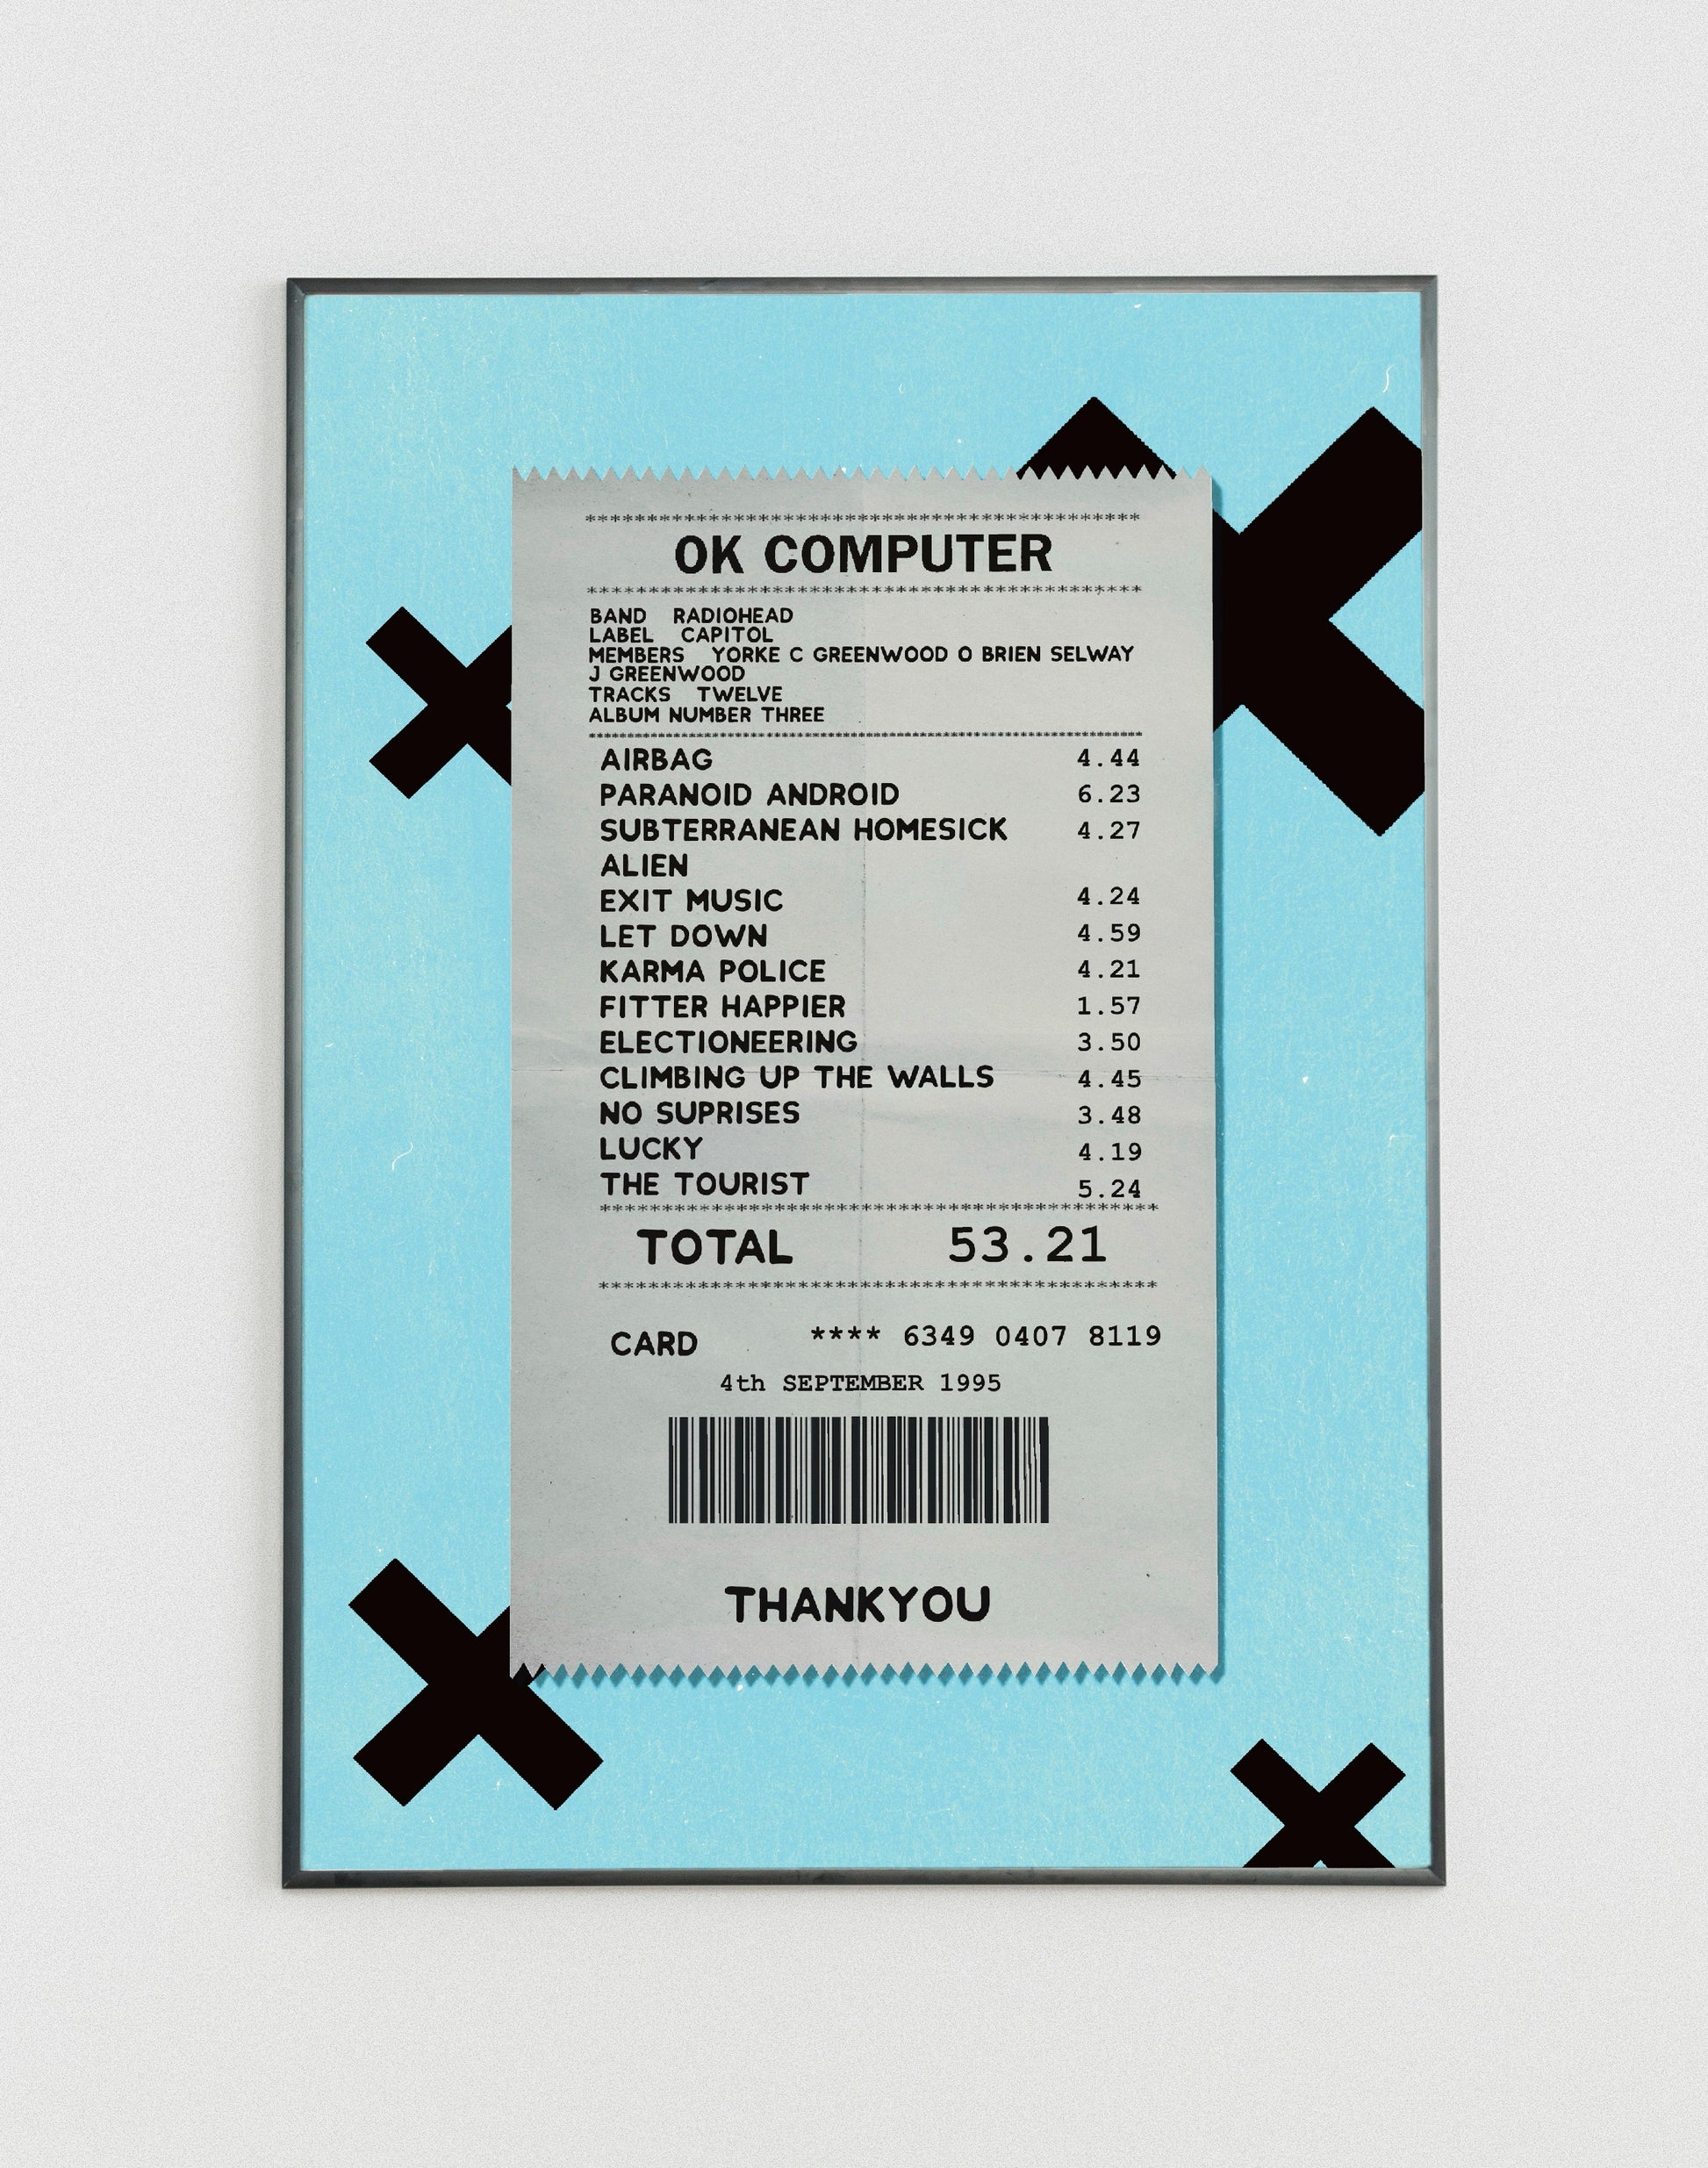 *********************************************
OK COMPUTER
*********************************************
BAND RADIOHEAD
LABEL CAPITOL
MEMBERS YORKE C GREENWOOD O BRIEN SELWAY
J GREENWOOD
TRACKS TWELVE
ALBUM NUMBER THREE
*********************************************
AIRBAG 4.44
PARANOID ANDROID 6.23
SUBTERRANEAN HOMESICK 4.27
ALIEN
EXIT MUSIC 4.24
LET DOWN 4.59
KARMA POLICE 4.21
FITTER HAPPIER 1.57
ELECTIONEERING 3.50
CLIMBING UP THE WALLS 4.45
NO SUPRISES 3.48
LUCKY 4.19
THE TOURIST 5.24
*********************************************
TOTAL 53.21
*********************************************
CARD **** 6349 0407 8119
4th SEPTEMBER 1995
THANKYOU